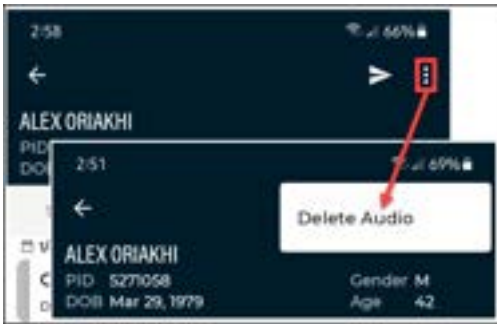 2:58 66%
ALEX ORIAKHI
PID
DO
2:51 69%
Delete Audio
ALEX ORIAKHI
PID 5271058 Gender M
DOB Mar 29, 1979 Age 42